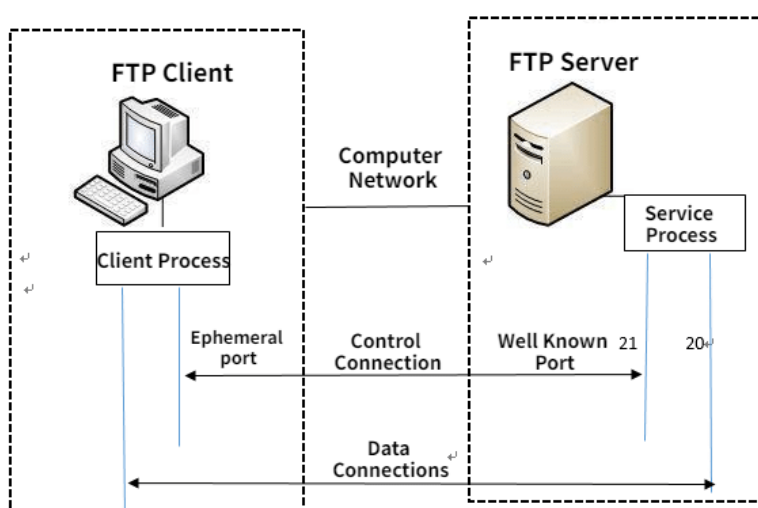 FTP Client
FTP Server
Computer
Network
Service
Process
Client Process
Ephemeral
port
Control
Connection
Well Known
Port
21
20
Data
Connections